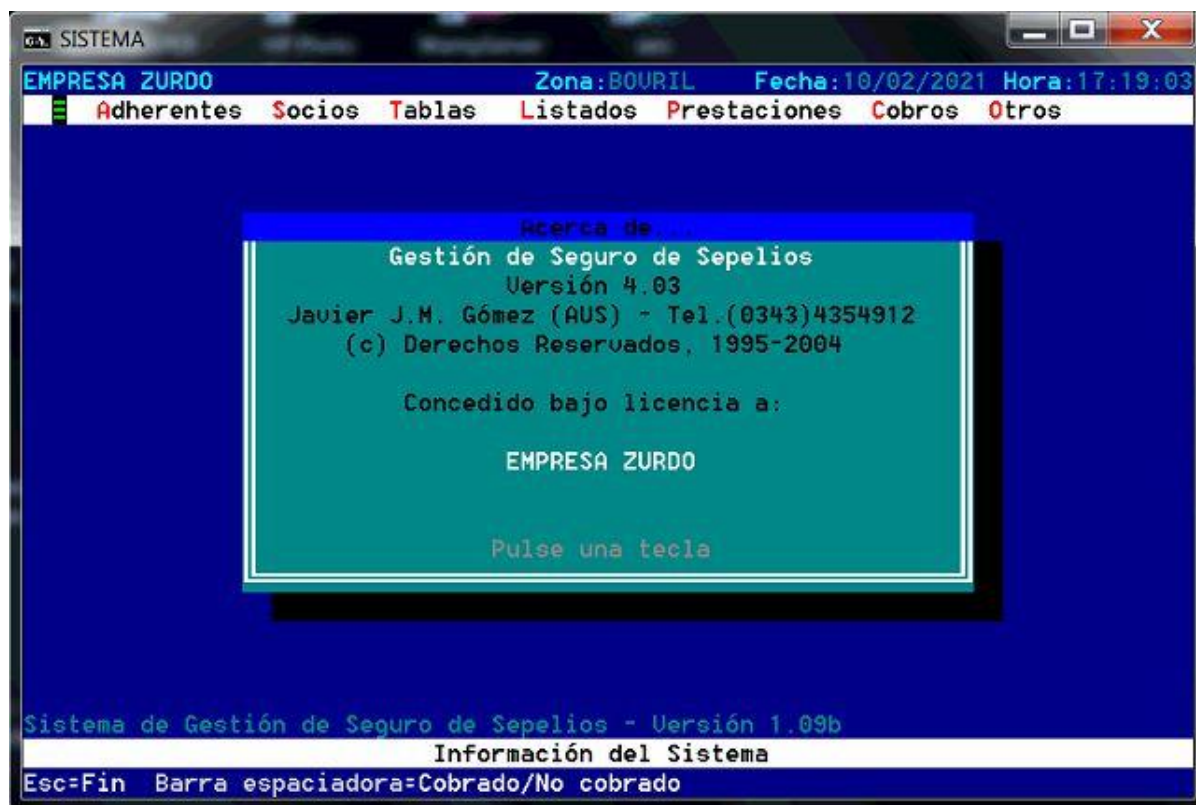 SISTEMA
EMPRESA ZURDO Zona:BOURIL Fecha:10/02/2021 Hora:17:19:03
Adherentes Socios Tablas Listados Prestaciones Cobros Otros
Acerca de...
Gestión de Seguro de Sepelios
Versión 4.03
Javier J.M. Gómez (AUS) - Tel.(0343)4354912
(c) Derechos Reservados, 1995-2004
Concedido bajo licencia a:
EMPRESA ZURDO
Pulse una tecla
Sistema de Gestión de Seguro de Sepelios - Versión 1.09b
Información del Sistema
Esc=Fin Barra espaciadora=Cobrado/No cobrado